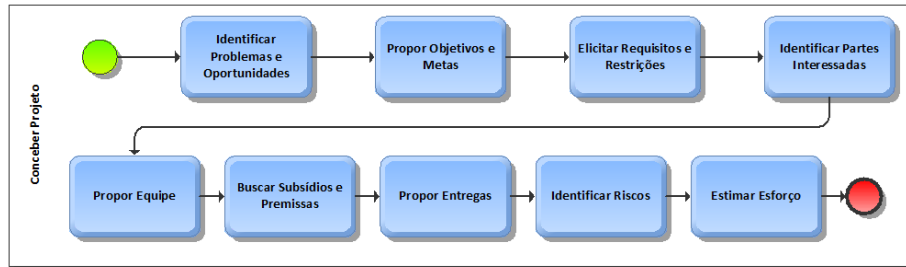 Conceber Projeto
Identificar
Problemas e
Oportunidades
Propor Objetivos e
Metas
Elicitar Requisitos e
Restrições
Identificar Partes
Interessadas
Propor Equipe
Buscar Subsídios e
Premissas
Propor Entregas
Identificar Riscos
Estimar Esforço